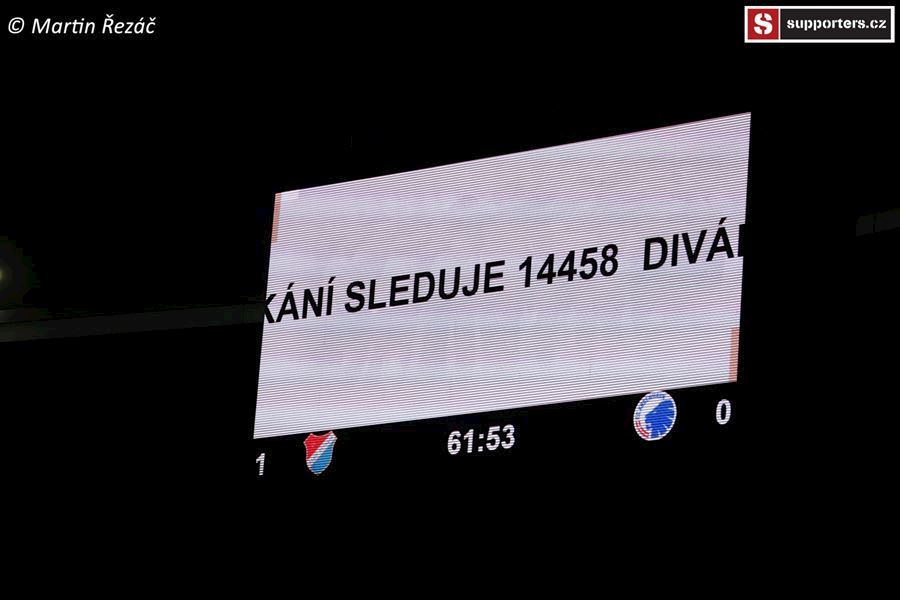 © Martin Řezáč
S supporters.cz
KÁNÍ SLEDUJE 14458 DIVÁ
1 61:53 0